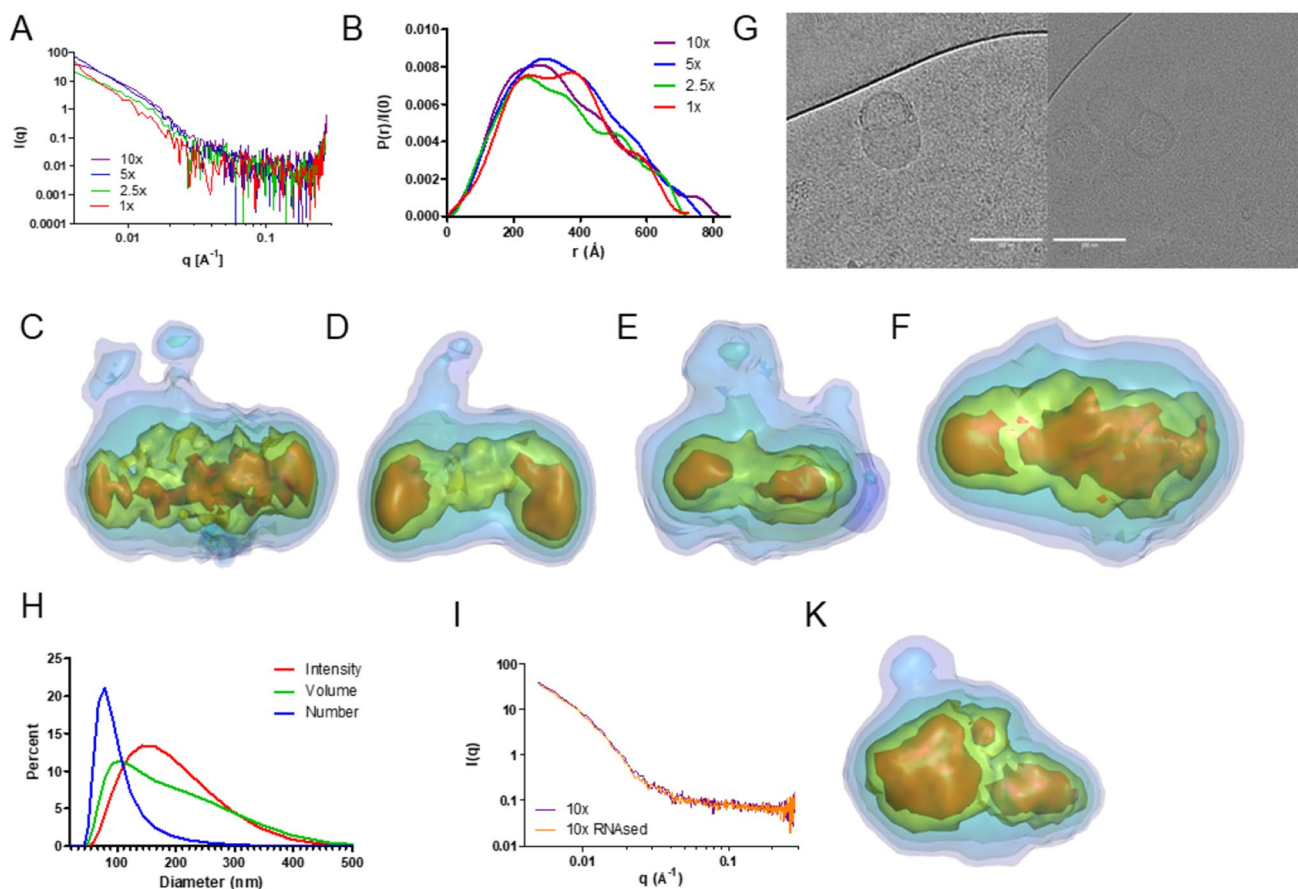 A
I(q)
100
10
1
0.1
0.01
0.001
0.0001
10x
5x
2.5x
1x
0.01
0.1
q [A⁻¹]
B
P(r)/I(0)
0.010
0.008
0.006
0.004
0.002
0.000
10x
5x
2.5x
1x
0
200
400
600
800
r (Å)
G
C
D
E
F
H
Percent
25
20
15
10
5
0
Intensity
Volume
Number
100
200
300
400
500
Diameter (nm)
I
I(q)
100
10
1
0.1
0.01
10x
10x RNAsed
0.01
0.1
q (A⁻¹)
K